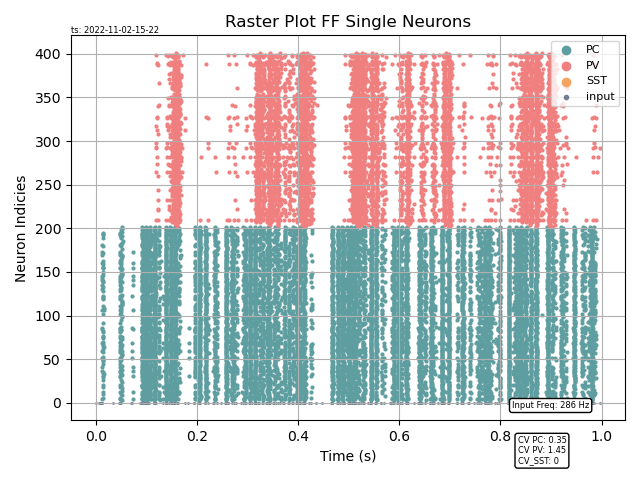 Raster Plot FF Single Neurons
ts: 2022-11-02-15-22
PC
PV
SST
input
400
350
300
250
200
150
100
50
0
Neuron Indicies
0.0 0.2 0.4 0.6 0.8 1.0
Time (s)
Input Freq: 286 Hz
CV PC: 0.35
CV PV: 1.45
CV_SST: 0